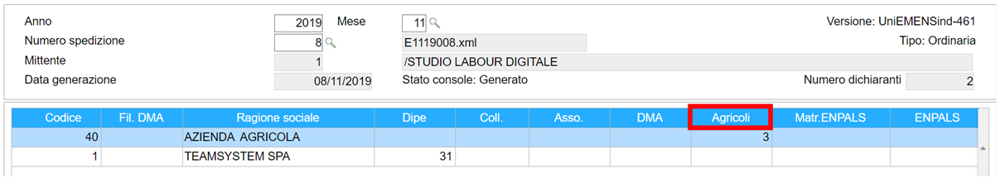 Anno 2019 Mese 11 Versione: UniEMENSind-461
Numero spedizione 8 E1119008.xml Tipo: Ordinaria
Mittente 1 /STUDIO LABOUR DIGITALE
Data generazione 08/11/2019 Stato console: Generato Numero dichiaranti 2
Codice Fil. DMA Ragione sociale Dipe Coll. Asso. DMA Agricoli Matr.ENPALS ENPALS
40 AZIENDA AGRICOLA 3
1 TEAMSYSTEM SPA 31